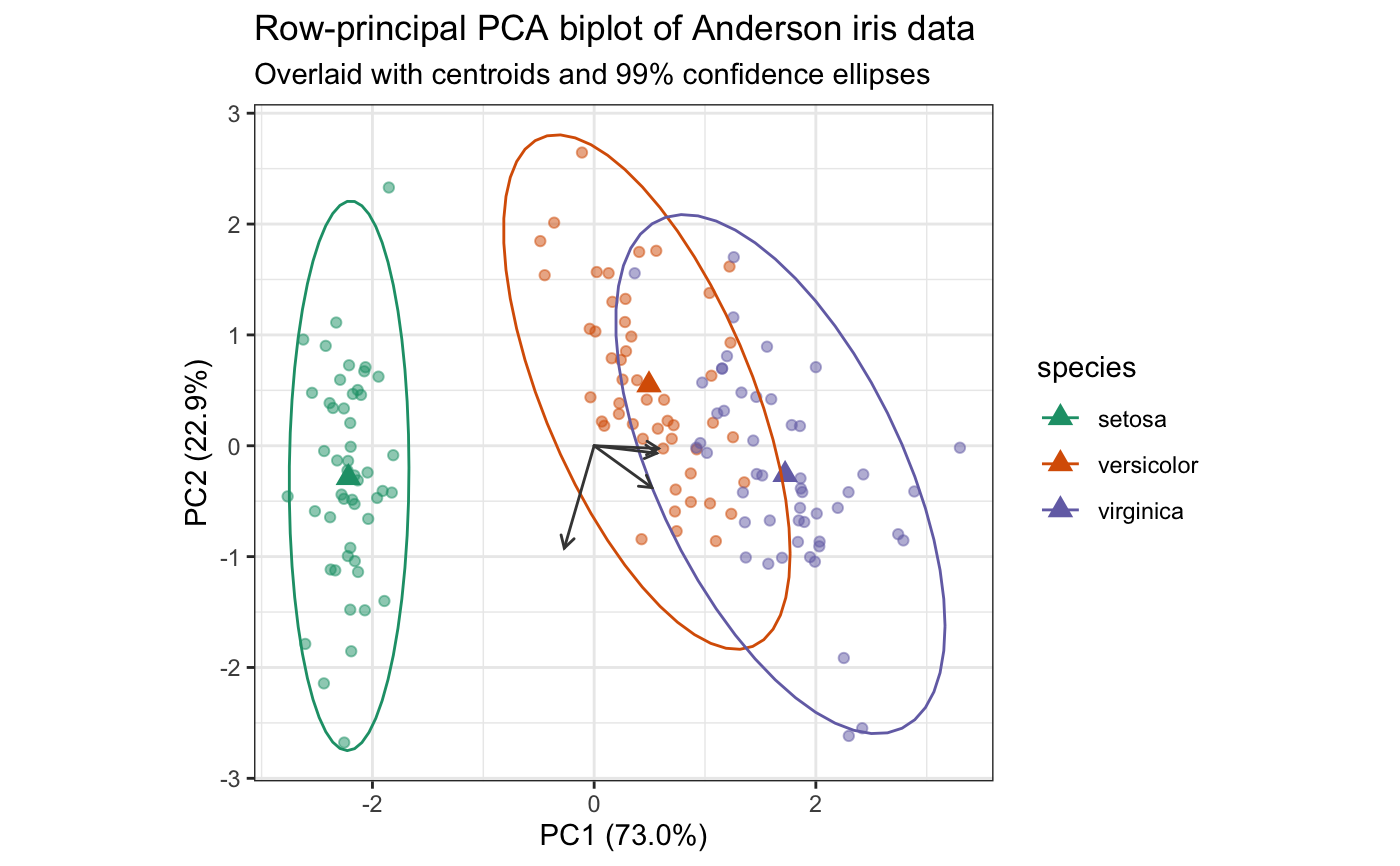 Row-principal PCA biplot of Anderson iris data
Overlaid with centroids and 99% confidence ellipses
3
2
1
0
-1
-2
-3
PC2 (22.9%)
-2
0
2
PC1 (73.0%)
species
setosa
versicolor
virginica